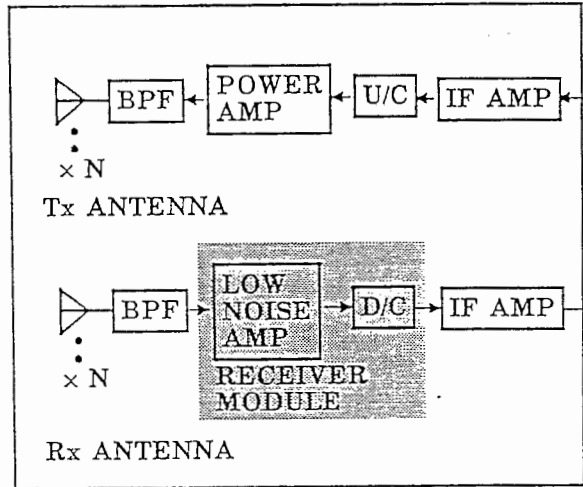 BPF
POWER
AMP
U/C
IF AMP
× N
Tx ANTENNA
BPF
LOW
NOISE
AMP
D/C
IF AMP
× N
RECEIVER
MODULE
Rx ANTENNA